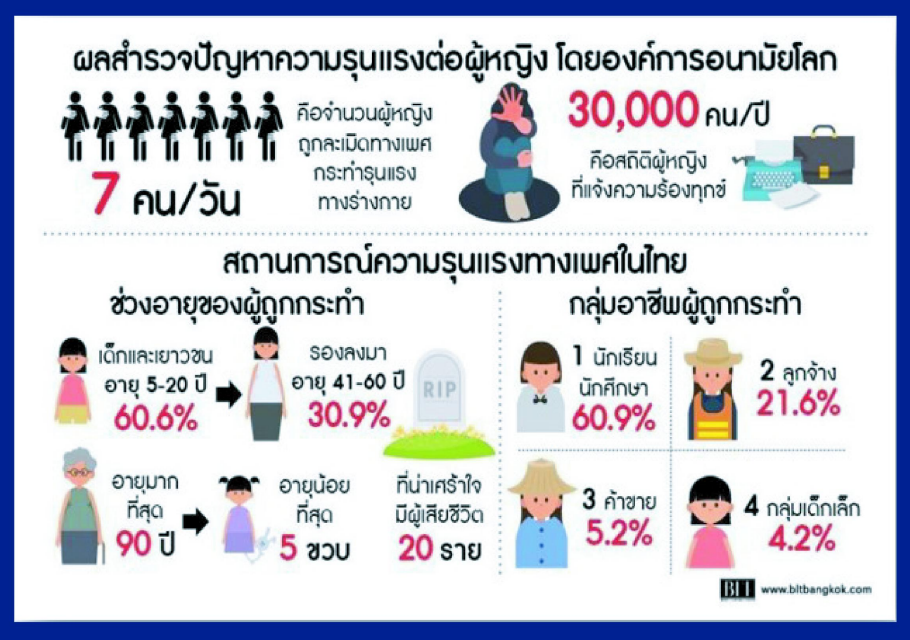 ผลสำรวจปัญหาความรุนแรงต่อผู้หญิง โดยองค์การอนามัยโลก
7 คน/วัน
คือจำนวนผู้หญิง
ถูกละเมิดทางเพศ
กระทำรุนแรง
ทางร่างกาย
30,000 คน/ปี
คือสถิติผู้หญิง
ที่แจ้งความร้องทุกข์
สถานการณ์ความรุนแรงทางเพศในไทย
ช่วงอายุของผู้ถูกกระทำ
เด็กและเยาวชน
อายุ 5-20 ปี
60.6%
รองลงมา
อายุ 41-60 ปี
30.9%
RIP
อายุมาก
ที่สุด
90 ปี
อายุน้อย
ที่สุด
5 ขวบ
ที่น่าเศร้าใจ
มีผู้เสียชีวิต
20 ราย
กลุ่มอาชีพผู้ถูกกระทำ
1 นักเรียน
นักศึกษา
60.9%
2 ลูกจ้าง
21.6%
3 ค้าขาย
5.2%
4 กลุ่มเด็กเล็ก
4.2%
BLT www.bltbangkok.com